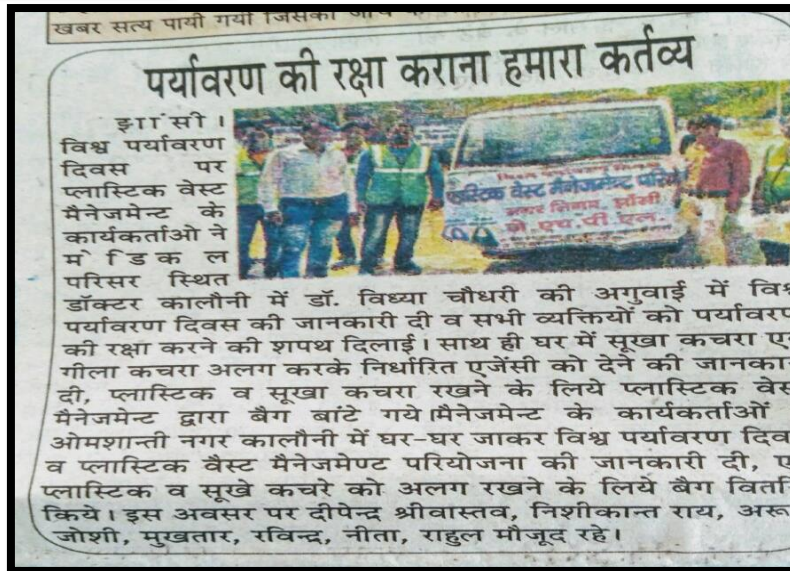 खबर सत्य पायी गयी जिसकी जांच
पर्यावरण की रक्षा कराना हमारा कर्तव्य
झाांसी।
विश्व पर्यावरण
दिवस पर
प्लास्टिक वेस्ट
मैनेजमेन्ट के
कार्यकर्ताओ ने
मेडिकल
परिसर स्थित
डॉक्टर कालौनी में डॉ. विध्या चौधरी की अगुवाई में
पर्यावरण दिवस की जानकारी दी व सभी व्यक्तियों को
की रक्षा करने की शपथ दिलाई। साथ ही घर में सूखा कचरा
गीला कचरा अलग करके निर्धारित एजेंसी को देने की
दी, प्लास्टिक व सूखा कचरा रखने के लिये प्लास्टिक
मैनेजमेन्ट द्वारा बैग बांटे गये।मैनेजमेन्ट के कार्यकर्ताओं
ओमशान्ती नगर कालौनी में घर-घर जाकर विश्व पर्यावरण
व प्लास्टिक वैस्ट मैनेजमेण्ट परियोजना की जानकारी दी,
प्लास्टिक व सूखे कचरे को अलग रखने के लिये बैग
किये। इस अवसर पर दीपेन्द्र श्रीवास्तव, निशीकान्त राय,
जोशी, मुखतार, रविन्द्र, नीता, राहुल मौजूद रहे।
प्लास्टिक वेस्ट मैनेजमेन्ट
नगर निगम, झाँसी
जे.एच.पी.एल.